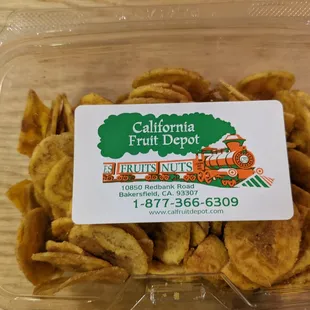 California
Fruit Depot
FRUITS NUTS
10850 Redbank Road
Bakersfield, CA. 93307
1-877-366-6309
www.calfruitdepot.com